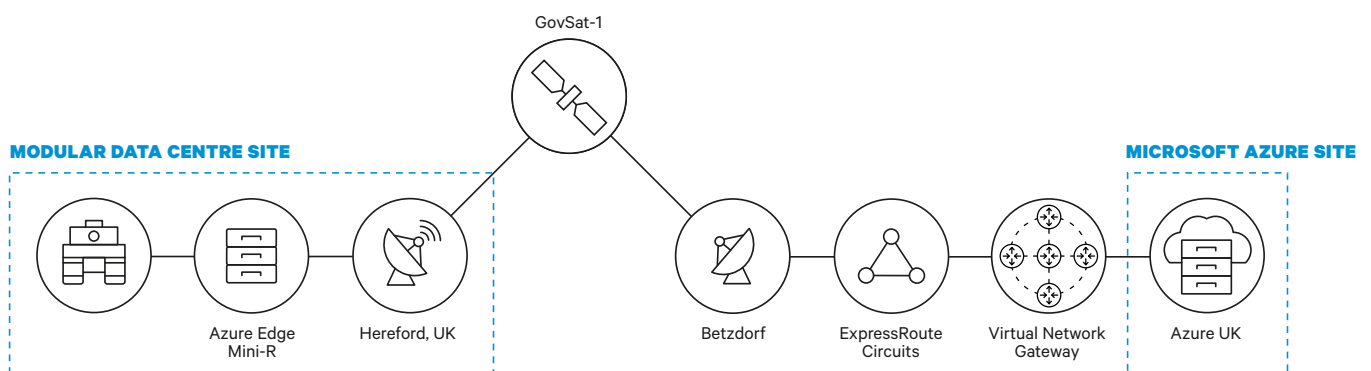 GovSat-1
MODULAR DATA CENTRE SITE
MICROSOFT AZURE SITE
Azure Edge
Mini-R
Hereford, UK
Betzdorf
ExpressRoute
Circuits
Virtual Network
Gateway
Azure UK